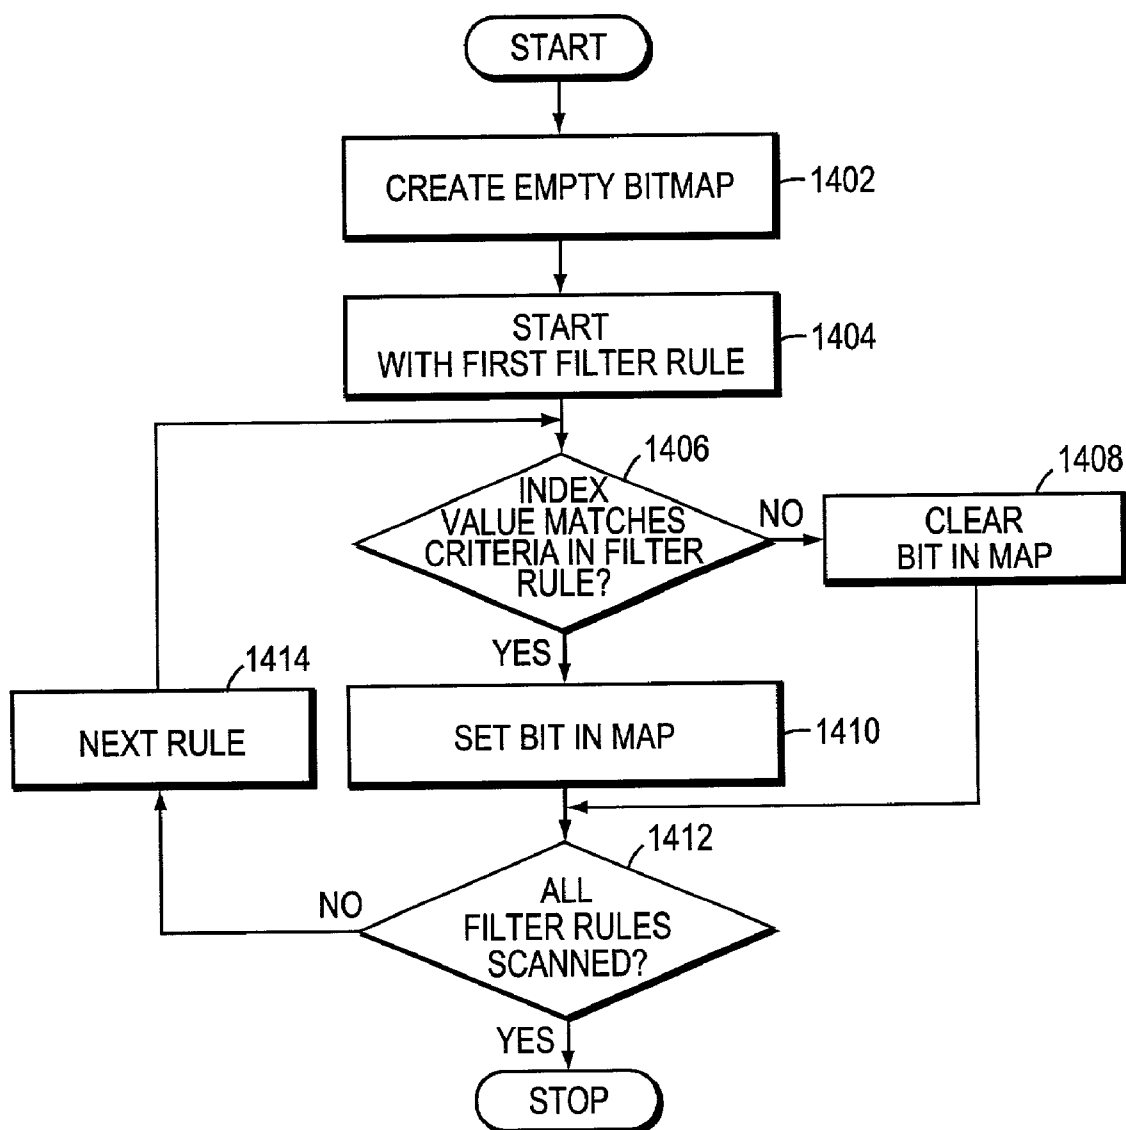 START
CREATE EMPTY BITMAP
1402
START
WITH FIRST FILTER RULE
1404
1406
INDEX
VALUE MATCHES
CRITERIA IN FILTER
RULE?
NO
1408
CLEAR
BIT IN MAP
YES
1414
NEXT RULE
SET BIT IN MAP
1410
1412
ALL
FILTER RULES
SCANNED?
NO
YES
STOP